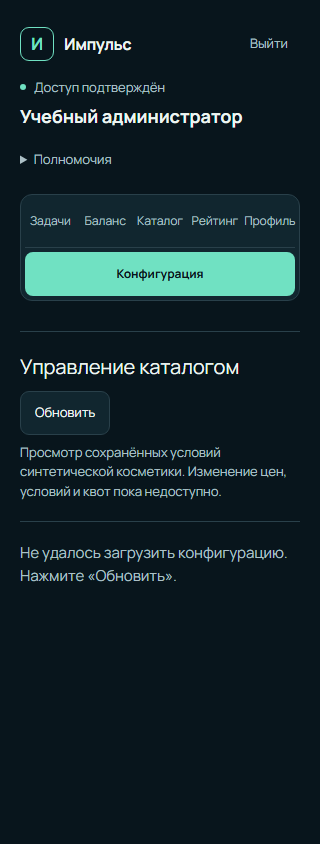 И Импульс Выйти
Доступ подтверждён
Учебный администратор
Полномочия
Задачи Баланс Каталог Рейтинг Профиль
Конфигурация
Управление каталогом
Обновить
Просмотр сохранённых условий
синтетической косметики. Изменение цен,
условий и квот пока недоступно.
Не удалось загрузить конфигурацию.
Нажмите «Обновить».